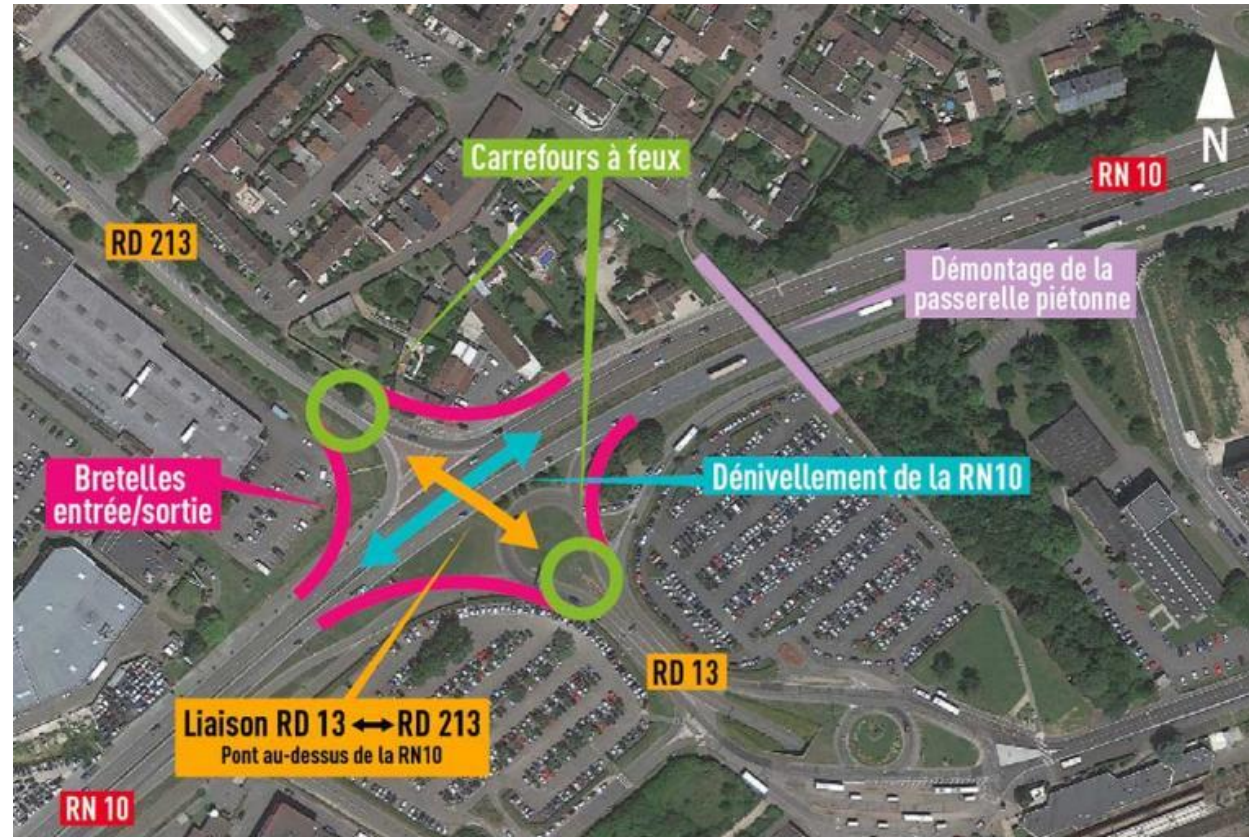 N
RN 10
Carrefours à feux
RD 213
Démontage de la
passerelle piétonne
Bretelles
entrée/sortie
Dénivellement de la RN10
RD 13
Liaison RD 13 ↔ RD 213
Pont au-dessus de la RN10
RN 10